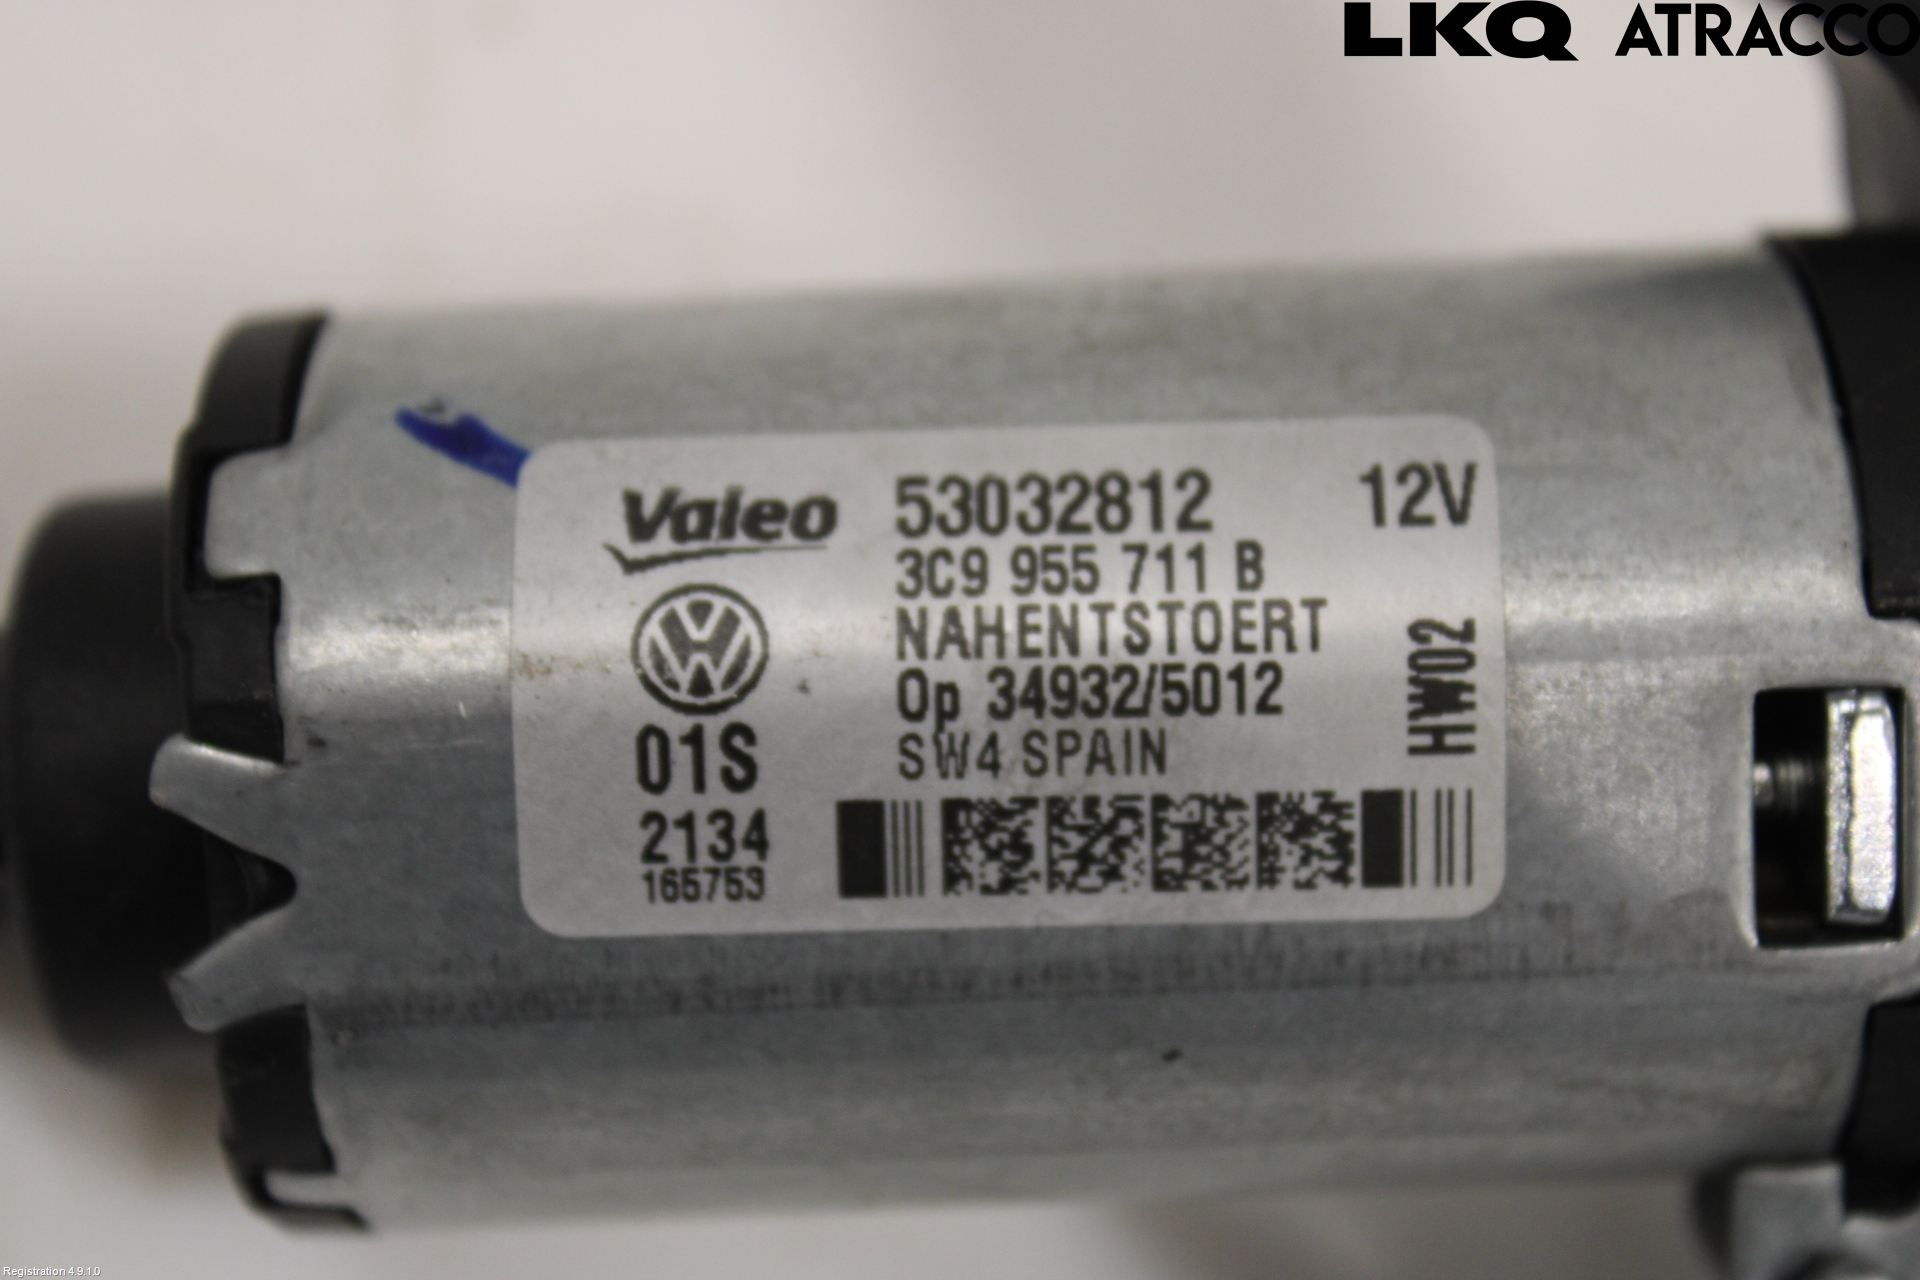 LKQ ATRACCO
Valeo
53032812
12V
3C9 955 711 B
NAHENTSTOERT
Op 34932/5012
SW4 SPAIN
HW02
01S
2134
165753
Registration 4.9.1.0